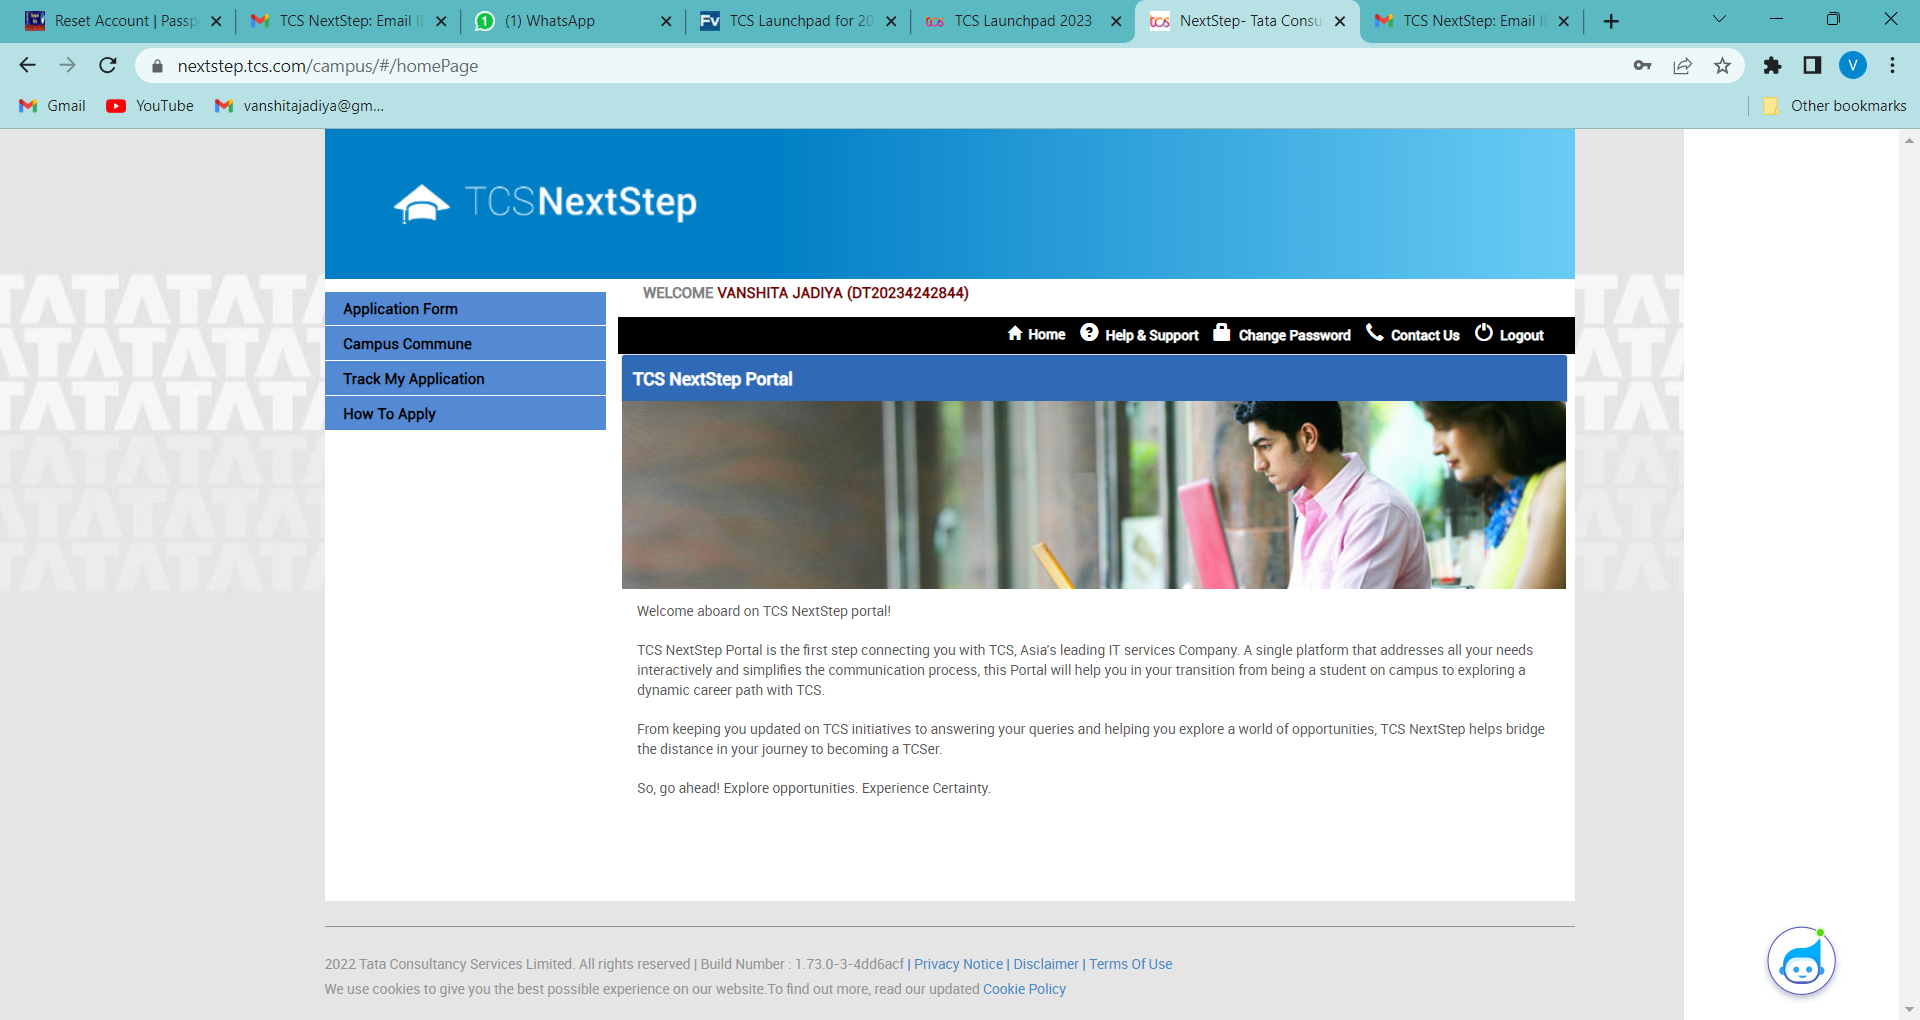 Reset Account | Passp
TCS NextStep: Email I
(1) WhatsApp
TCS Launchpad for 20
TCS Launchpad 2023
NextStep- Tata Consu
TCS NextStep: Email I
nextstep.tcs.com/campus/#/homePage
V
Gmail
YouTube
vanshitajadiya@gm...
Other bookmarks
TCSNextStep
WELCOME VANSHITA JADIYA (DT20234242844)
Application Form
Campus Commune
Track My Application
How To Apply
Home
Help & Support
Change Password
Contact Us
Logout
TCS NextStep Portal
Welcome aboard on TCS NextStep portal!
TCS NextStep Portal is the first step connecting you with TCS, Asia's leading IT services Company. A single platform that addresses all your needs
interactively and simplifies the communication process, this Portal will help you in your transition from being a student on campus to exploring a
dynamic career path with TCS.
From keeping you updated on TCS initiatives to answering your queries and helping you explore a world of opportunities, TCS NextStep helps bridge
the distance in your journey to becoming a TCSer.
So, go ahead! Explore opportunities. Experience Certainty.
2022 Tata Consultancy Services Limited. All rights reserved | Build Number : 1.73.0-3-4dd6acf | Privacy Notice | Disclaimer | Terms Of Use
We use cookies to give you the best possible experience on our website.To find out more, read our updated Cookie Policy